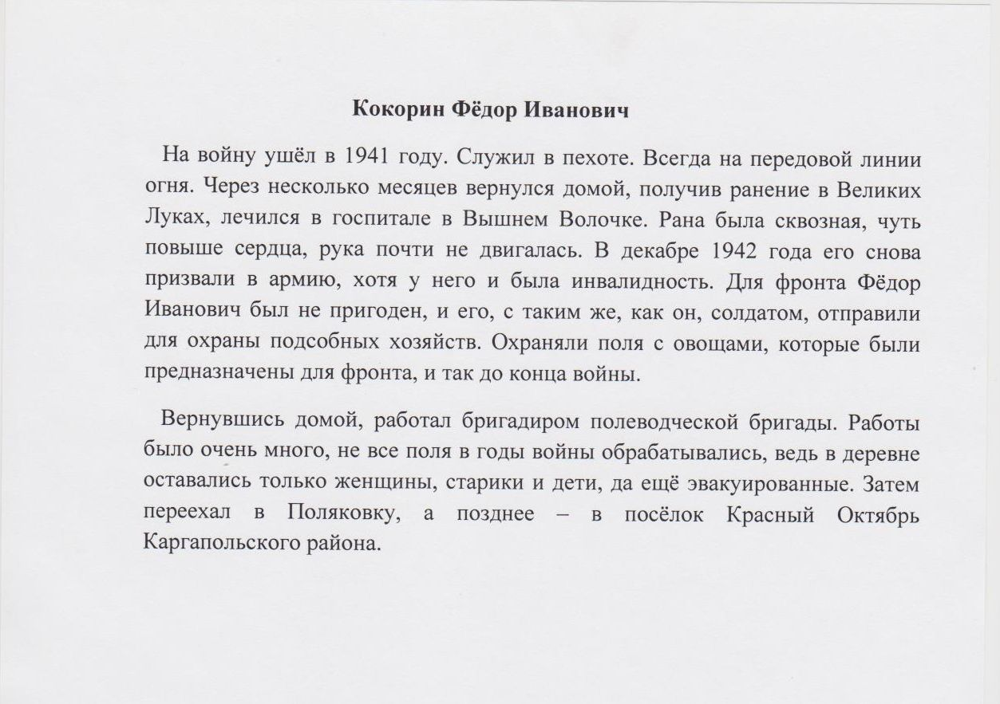 Кокорин Фёдор Иванович
На войну ушёл в 1941 году. Служил в пехоте. Всегда на передовой линии
огня. Через несколько месяцев вернулся домой, получив ранение в Великих
Луках, лечился в госпитале в Вышнем Волочке. Рана была сквозная, чуть
повыше сердца, рука почти не двигалась. В декабре 1942 года его снова
призвали в армию, хотя у него и была инвалидность. Для фронта Фёдор
Иванович был не пригоден, и его, с таким же, как он, солдатом, отправили
для охраны подсобных хозяйств. Охраняли поля с овощами, которые были
предназначены для фронта, и так до конца войны.
Вернувшись домой, работал бригадиром полеводческой бригады. Работы
было очень много, не все поля в годы войны обрабатывались, ведь в деревне
оставались только женщины, старики и дети, да ещё эвакуированные. Затем
переехал в Поляковку, а позднее – в посёлок Красный Октябрь
Каргапольского района.